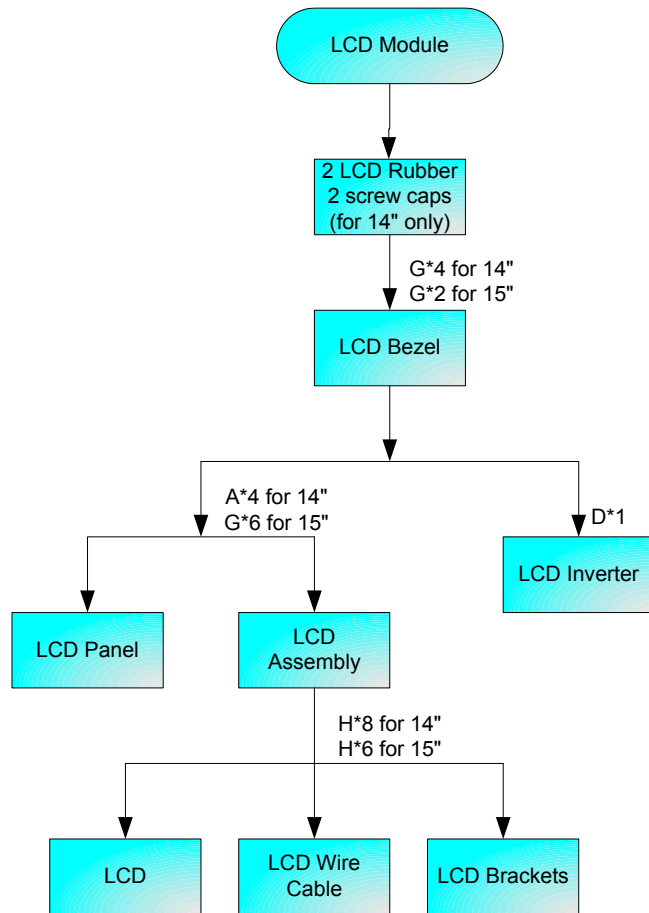 LCD Module
2 LCD Rubber
2 screw caps
(for 14" only)
G*4 for 14"
G*2 for 15"
LCD Bezel
A*4 for 14"
G*6 for 15"
D*1
LCD Inverter
LCD Panel
LCD
Assembly
H*8 for 14"
H*6 for 15"
LCD
LCD Wire
Cable
LCD Brackets